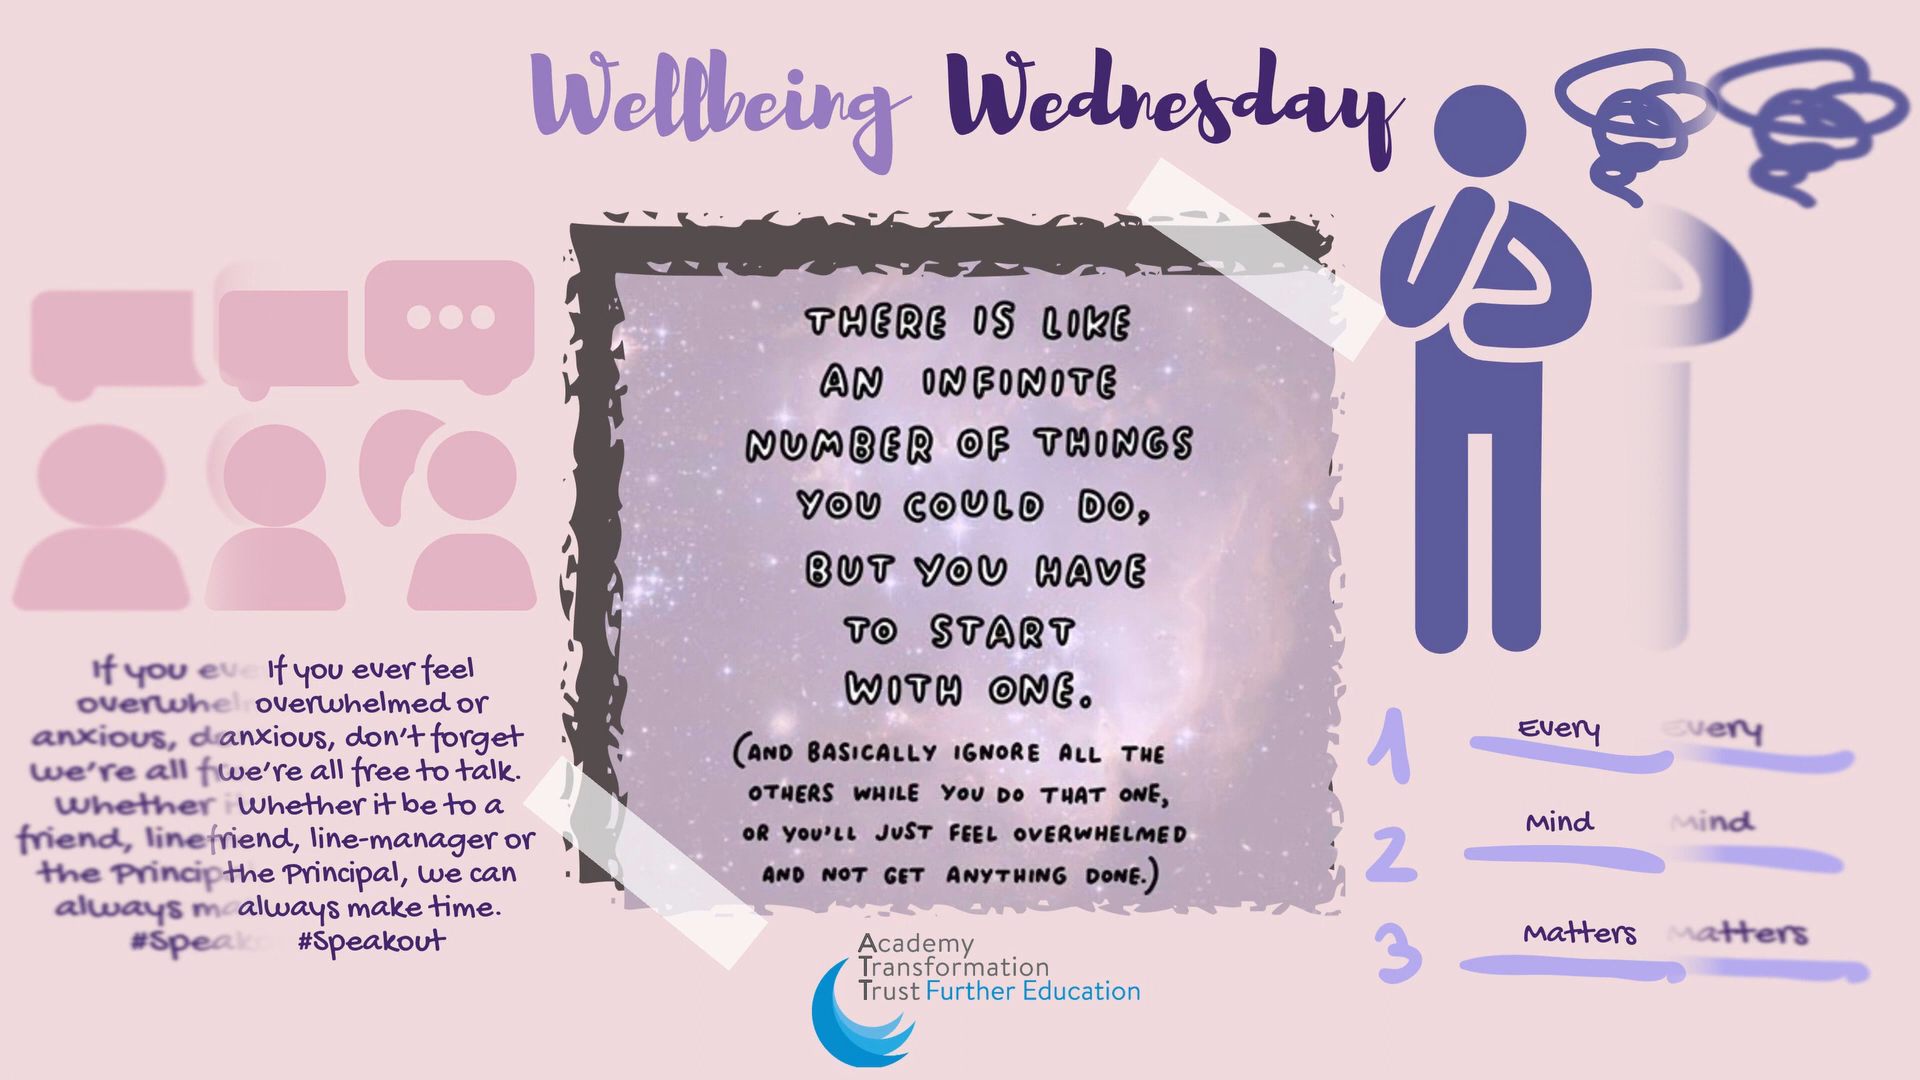 Wellbeing Wednesday
THERE IS LIKE
AN INFINITE
NUMBER OF THINGS
YOU COULD DO,
BUT YOU HAVE
TO START
WITH ONE.
(AND BASICALLY IGNORE ALL THE
OTHERS WHILE YOU DO THAT ONE,
OR YOU'LL JUST FEEL OVERWHELMED
AND NOT GET ANYTHING DONE.)
If you ever feel
overwhelmed or
anxious, don't forget
we're all free to talk.
Whether it be to a
friend, line-manager or
the Principal, we can
always make time.
#Speakout
1 Every Every
2 Mind Mind
3 Matters Matters
Academy
Transformation
Trust Further Education